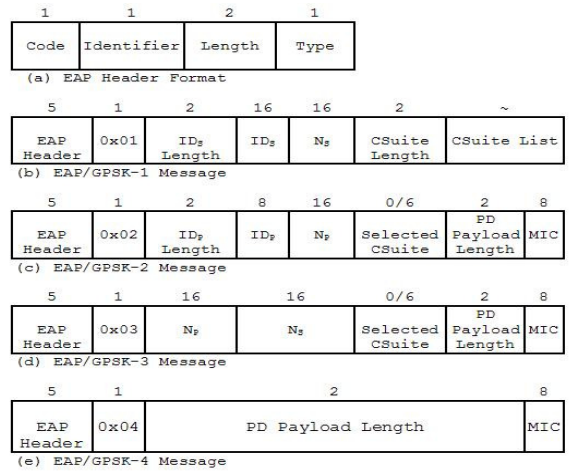 1 1 2 1
Code Identifier Length Type
(a) EAP Header Format
5 1 2 16 16 2 ~
EAP Header 0x01 IDs Length IDs Ns CSuite Length CSuite List
(b) EAP/GPSK-1 Message
5 1 2 8 16 0/6 2 8
EAP Header 0x02 IDP Length IDP NP Selected CSuite PD Payload Length MIC
(c) EAP/GPSK-2 Message
5 1 16 16 0/6 2 8
EAP Header 0x03 NP Ns Selected CSuite PD Payload Length MIC
(d) EAP/GPSK-3 Message
5 1 2 8
EAP Header 0x04 PD Payload Length MIC
(e) EAP/GPSK-4 Message